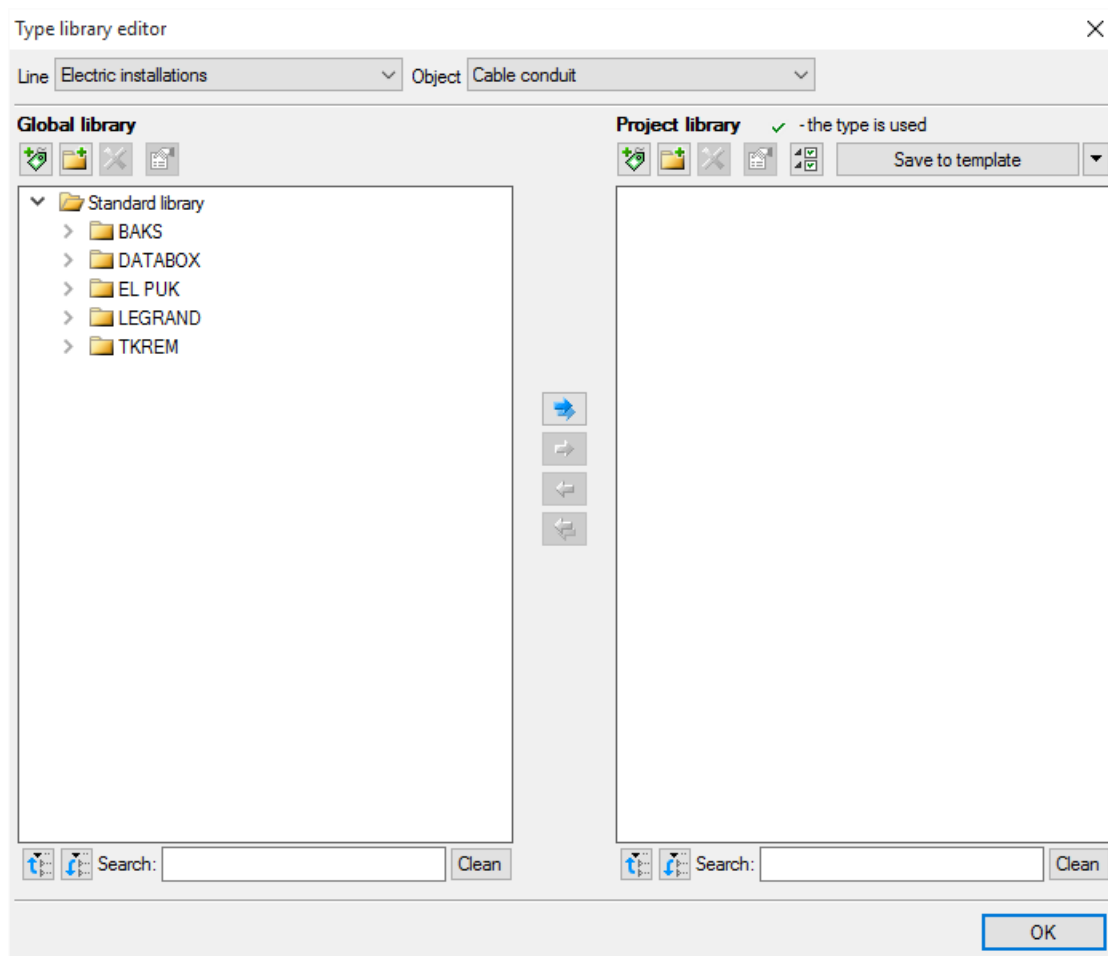 Type library editor
Line Electric installations Object Cable conduit
Global library
Project library - the type is used
Save to template
Standard library
BAKS
DATABOX
EL PUK
LEGRAND
TKREM
Search: Clean
Search: Clean
OK